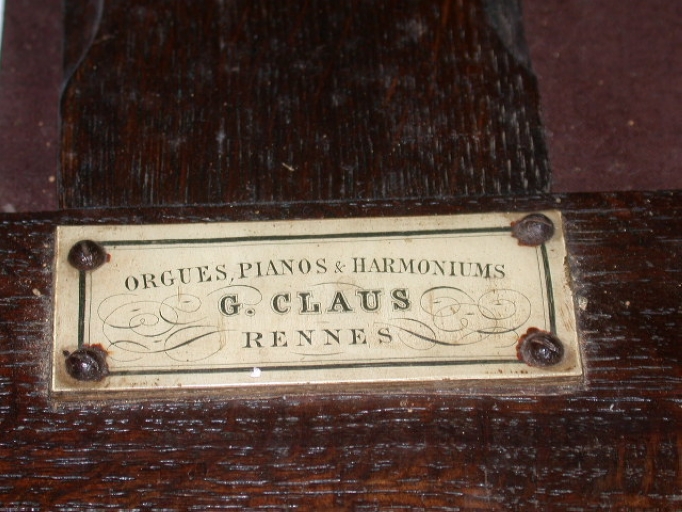 ORGUES, PIANOS & HARMONIUMS
G. CLAUS
RENNES